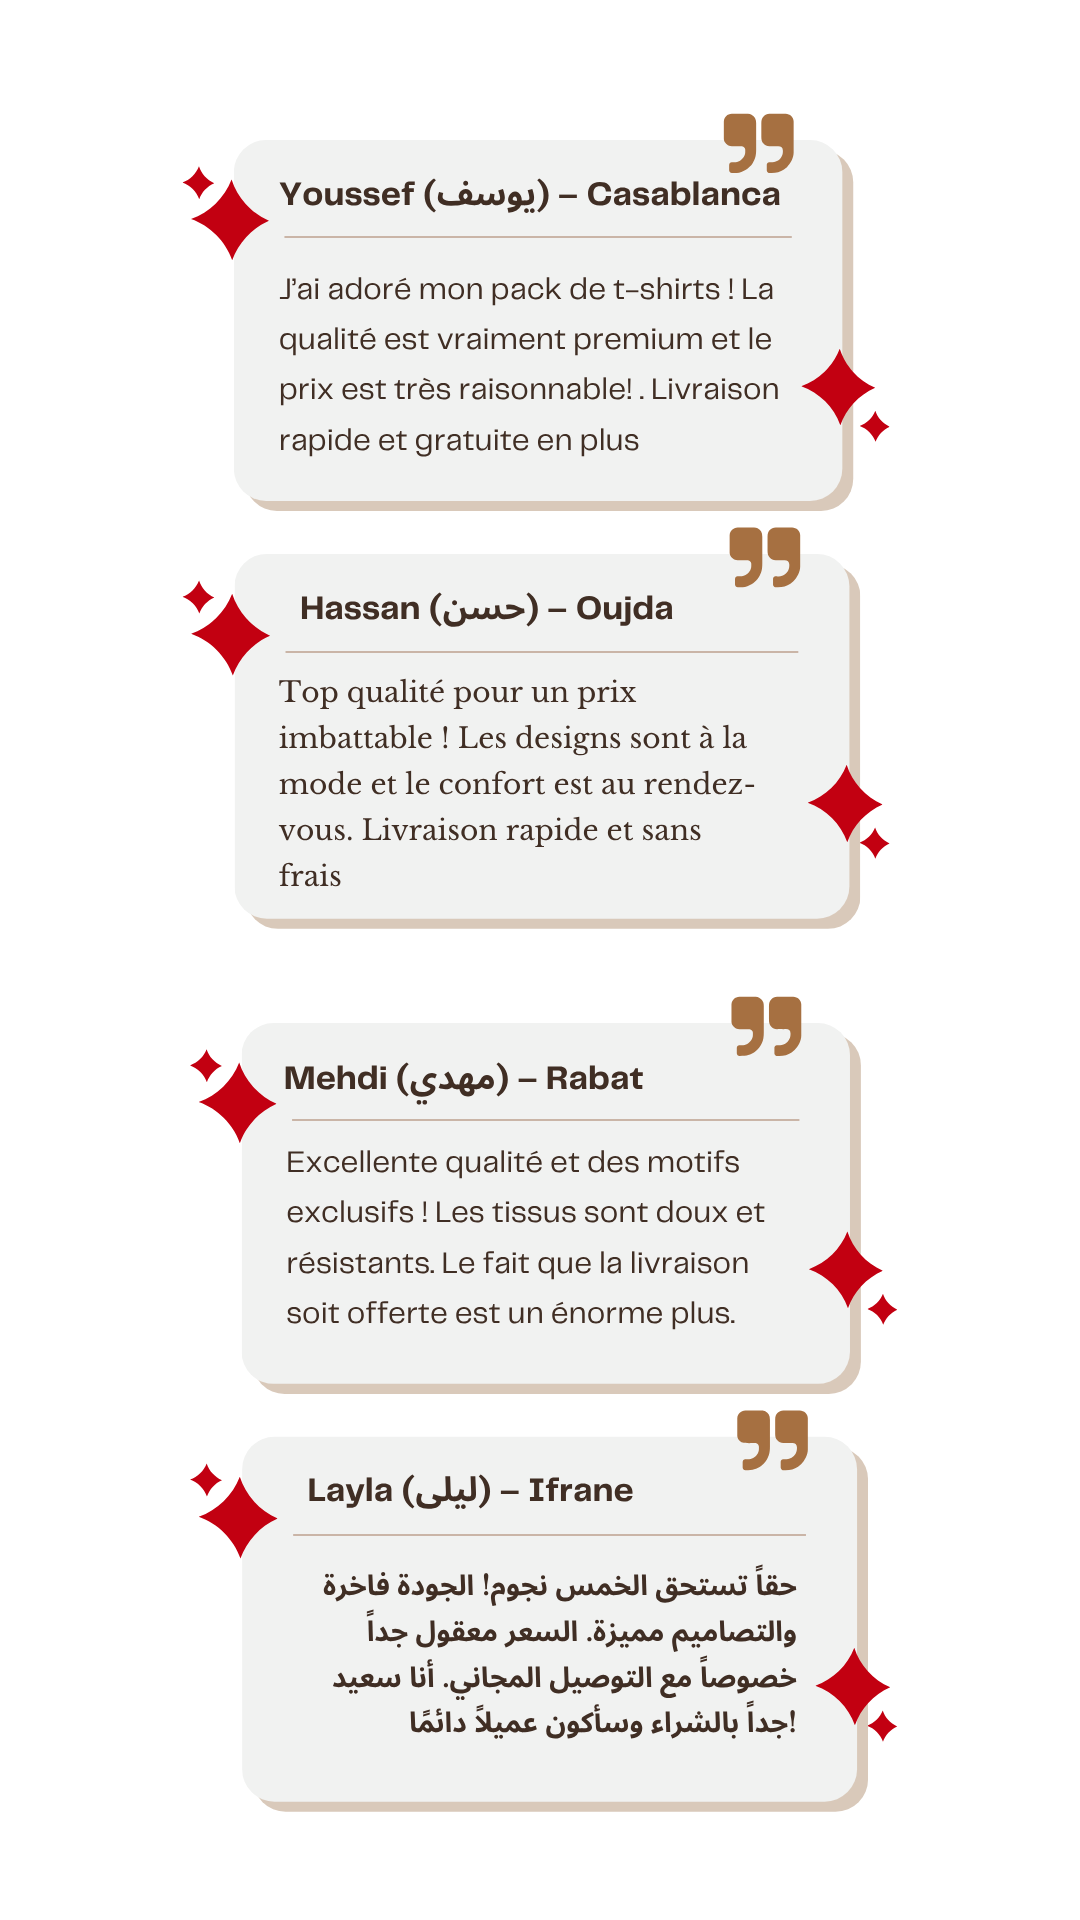 Youssef (يوسف) – Casablanca
J’ai adoré mon pack de t-shirts ! La
qualité est vraiment premium et le
prix est très raisonnable! . Livraison
rapide et gratuite en plus
Hassan (حسن) – Oujda
Top qualité pour un prix
imbattable ! Les designs sont à la
mode et le confort est au rendez-
vous. Livraison rapide et sans
frais
Mehdi (مهدي) – Rabat
Excellente qualité et des motifs
exclusifs ! Les tissus sont doux et
résistants. Le fait que la livraison
soit offerte est un énorme plus.
Layla (ليلى) – Ifrane
حقاً تستحق الخمس نجوم! الجودة فاخرة
والتصاميم مميزة. السعر معقول جداً
خصوصاً مع التوصيل المجاني. أنا سعيد
!جداً بالشراء وسأكون عميلاً دائمًا